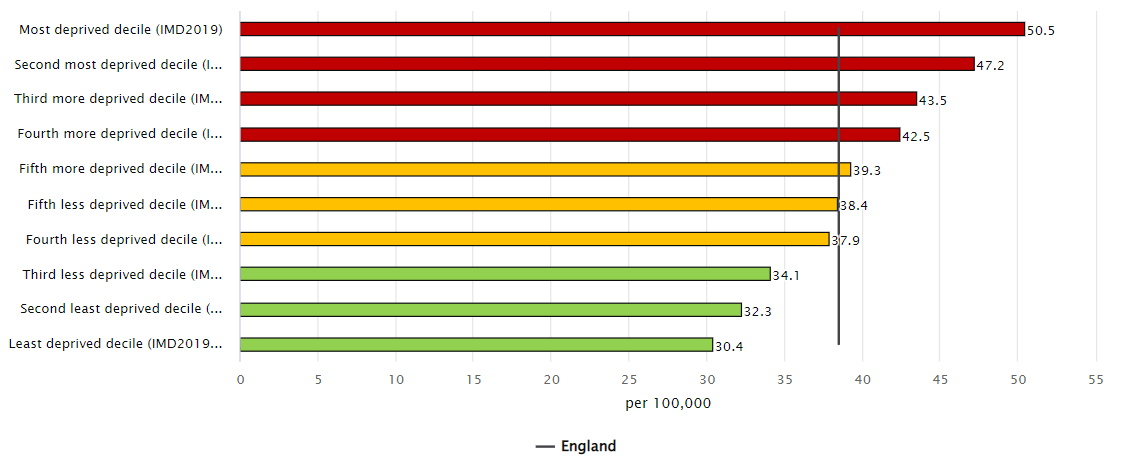 Most deprived decile (IMD2019) 50.5
Second most deprived decile (I... 47.2
Third more deprived decile (IM... 43.5
Fourth more deprived decile (I... 42.5
Fifth more deprived decile (IM... 39.3
Fifth less deprived decile (IM... 38.4
Fourth less deprived decile (I... 37.9
Third less deprived decile (IM... 34.1
Second least deprived decile (... 32.3
Least deprived decile (IMD2019... 30.4
0 5 10 15 20 25 30 35 40 45 50 55
per 100,000
England